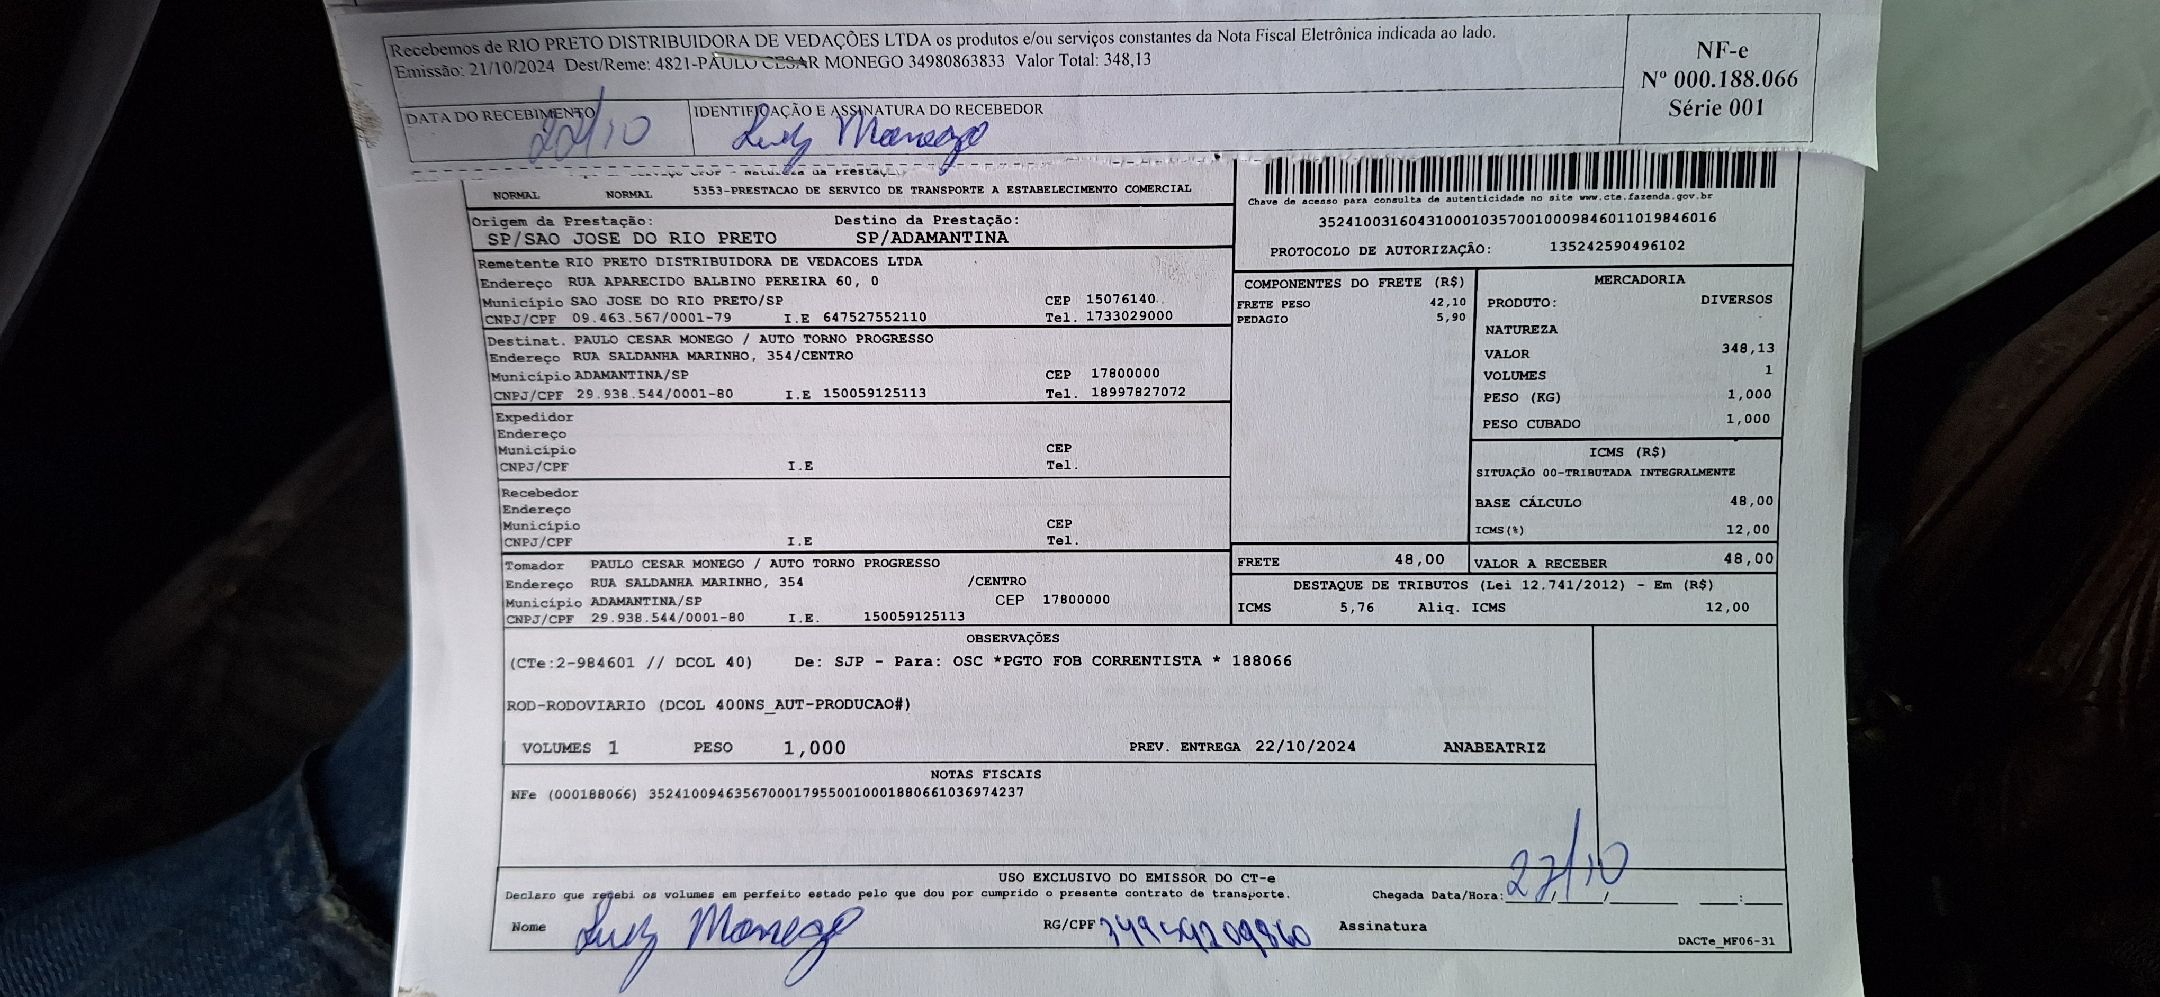 Recebemos de RIO PRETO DISTRIBUIDORA DE VEDAÇÕES LTDA os produtos e/ou serviços constantes da Nota Fiscal Eletrônica indicada ao lado.
Emissão: 21/10/2024 Dest/Reme: 4821-PAULO CESAR MONEGO 34980863833 Valor Total: 348,13
NF-e
Nº 000.188.066
Série 001
DATA DO RECEBIMENTO
22/10
IDENTIFICAÇÃO E ASSINATURA DO RECEBEDOR
Luiz Monego
NORMAL NORMAL 5353-PRESTACAO DE SERVICO DE TRANSPORTE A ESTABELECIMENTO COMERCIAL
Origem da Prestação: Destino da Prestação:
SP/SAO JOSE DO RIO PRETO SP/ADAMANTINA
Chave de acesso para consulta de autenticidade no site www.cte.fazenda.gov.br
35241003160431000103570010009846011019846016
PROTOCOLO DE AUTORIZAÇÃO: 135242590496102
Remetente RIO PRETO DISTRIBUIDORA DE VEDACOES LTDA
Endereço RUA APARECIDO BALBINO PEREIRA 60, 0
Município SAO JOSE DO RIO PRETO/SP CEP 15076140
CNPJ/CPF 09.463.567/0001-79 I.E 647527552110 Tel. 1733029000
Destinat. PAULO CESAR MONEGO / AUTO TORNO PROGRESSO
Endereço RUA SALDANHA MARINHO, 354/CENTRO
Município ADAMANTINA/SP CEP 17800000
CNPJ/CPF 29.938.544/0001-80 I.E 150059125113 Tel. 18997827072
Expedidor
Endereço
Município CEP
CNPJ/CPF I.E Tel.
Recebedor
Endereço
Município CEP
CNPJ/CPF I.E Tel.
Tomador PAULO CESAR MONEGO / AUTO TORNO PROGRESSO
Endereço RUA SALDANHA MARINHO, 354 /CENTRO
Município ADAMANTINA/SP CEP 17800000
CNPJ/CPF 29.938.544/0001-80 I.E. 150059125113
COMPONENTES DO FRETE (R$)
FRETE PESO 42,10
PEDAGIO 5,90
FRETE 48,00
MERCADORIA
PRODUTO: DIVERSOS
NATUREZA
VALOR 348,13
VOLUMES 1
PESO (KG) 1,000
PESO CUBADO 1,000
ICMS (R$)
SITUAÇÃO 00-TRIBUTADA INTEGRALMENTE
BASE CÁLCULO 48,00
ICMS(%) 12,00
VALOR A RECEBER 48,00
DESTAQUE DE TRIBUTOS (Lei 12.741/2012) - Em (R$)
ICMS 5,76 Aliq. ICMS 12,00
OBSERVAÇÕES
(CTe:2-984601 // DCOL 40) De: SJP - Para: OSC *PGTO FOB CORRENTISTA * 188066
ROD-RODOVIARIO (DCOL 400NS_AUT-PRODUCAO#)
VOLUMES 1 PESO 1,000 PREV. ENTREGA 22/10/2024 ANABEATRIZ
NOTAS FISCAIS
NFe (000188066) 35241009463567000179550010001880661036974237
USO EXCLUSIVO DO EMISSOR DO CT-e
Declaro que recebi os volumes em perfeito estado pelo que dou por cumprido o presente contrato de transporte. Chegada Data/Hora: 22/10
Nome Luiz Monego RG/CPF Assinatura
DACTe_MF06-31